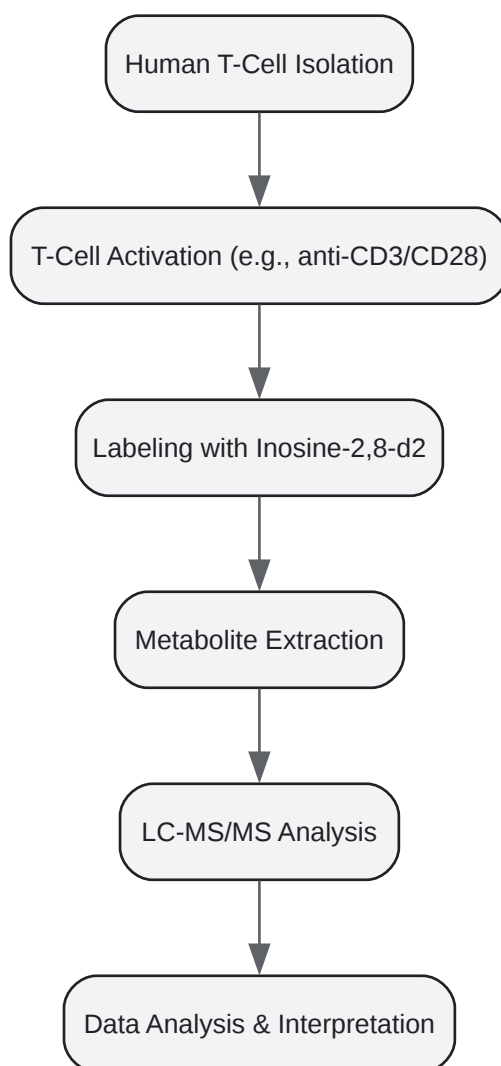 Human T-Cell Isolation
T-Cell Activation (e.g., anti-CD3/CD28)
Labeling with Inosine-2,8-d2
Metabolite Extraction
LC-MS/MS Analysis
Data Analysis & Interpretation